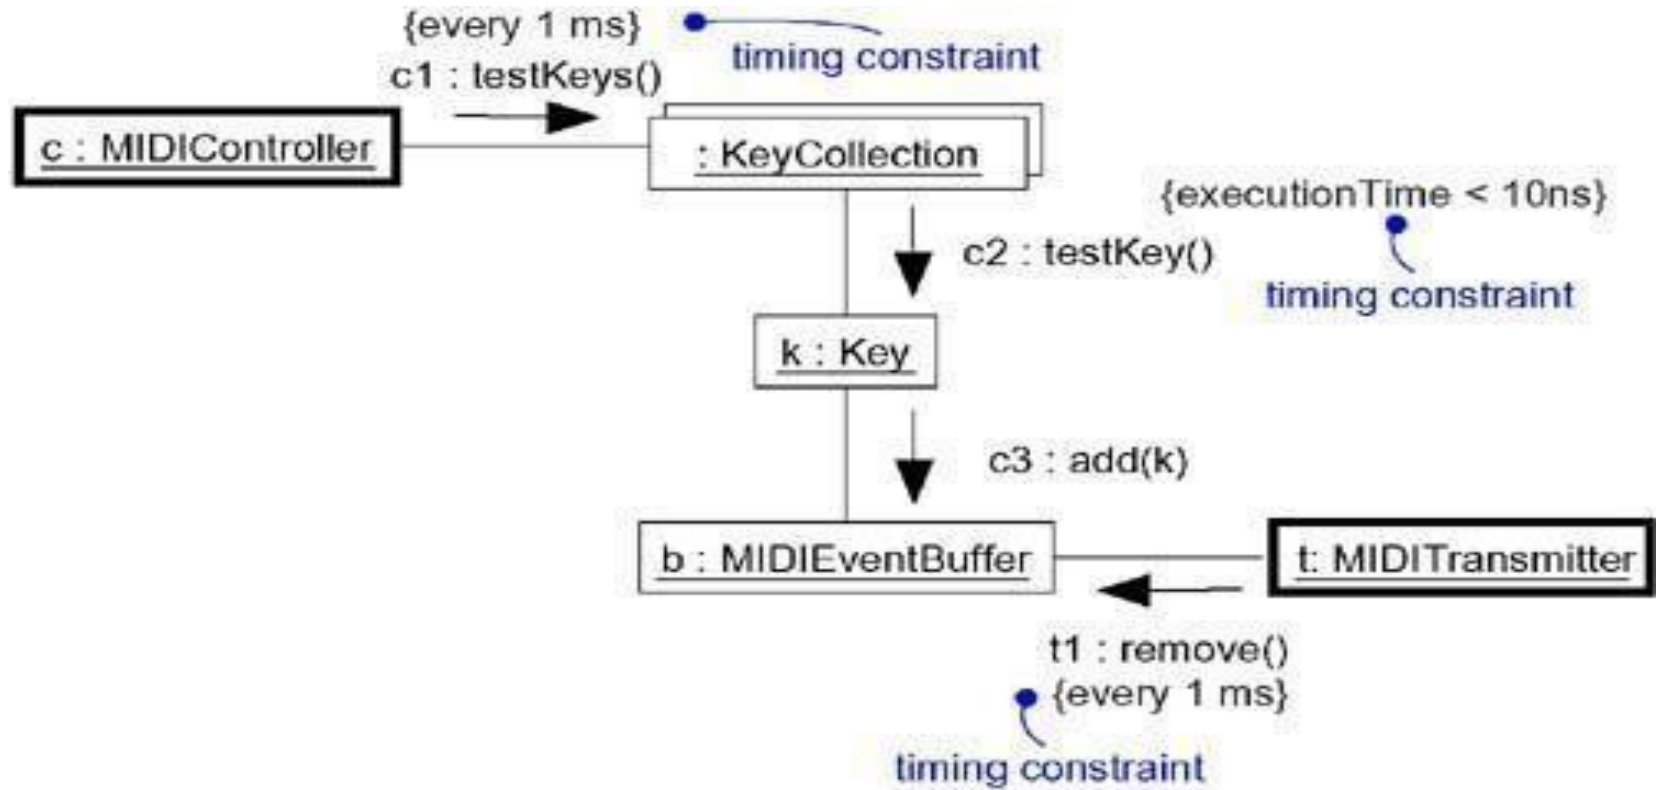 {every 1 ms}
timing constraint
c1 : testKeys()
c : MIDIController
: KeyCollection
{executionTime < 10ns}
c2 : testKey()
timing constraint
k : Key
c3 : add(k)
b : MIDIEventBuffer
t: MIDITransmitter
t1 : remove()
{every 1 ms}
timing constraint